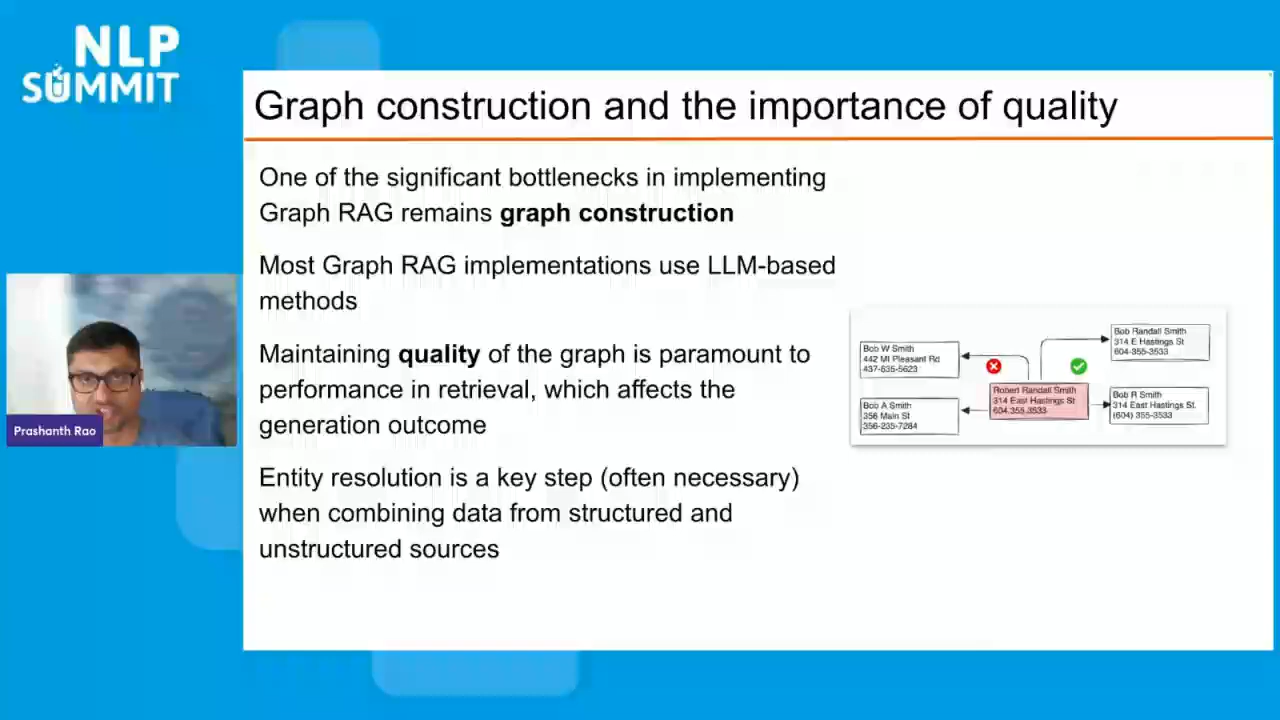 NLP
SUMMIT
Graph construction and the importance of quality
One of the significant bottlenecks in implementing
Graph RAG remains graph construction
Most Graph RAG implementations use LLM-based
methods
Maintaining quality of the graph is paramount to
performance in retrieval, which affects the
generation outcome
Entity resolution is a key step (often necessary)
when combining data from structured and
unstructured sources
Bob W Smith
442 Ml Pleasant Rd
437-635-5623
Bob A Smith
356 Main St
356-235-7284
Robert Randall Smith
314 East Hastings St
604.355.3533
Bob Randall Smith
314 E Hastings St
604-355-3533
Bob R Smith
314 East Hastings St.
(604) 355-3533
Prashanth Rao